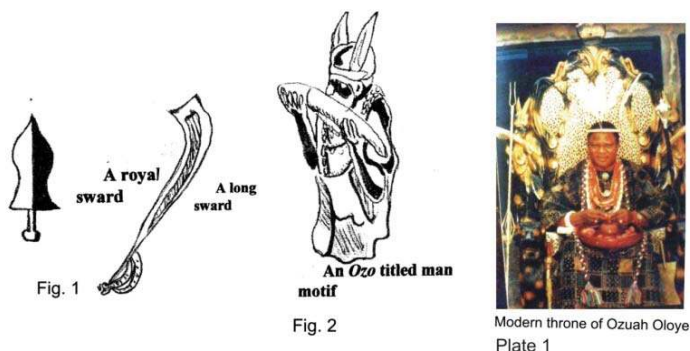 A royal
sward
A long
sward
Fig. 1
An Ozo titled man
motif
Fig. 2
Modern throne of Ozuah Oloye
Plate 1